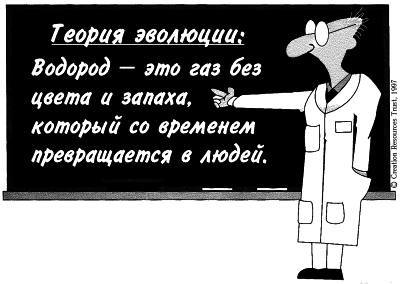 Теория эволюции:
Водород – это газ без
цвета и запаха,
который со временем
превращается в людей.
© Creation Resources Trust, 1997